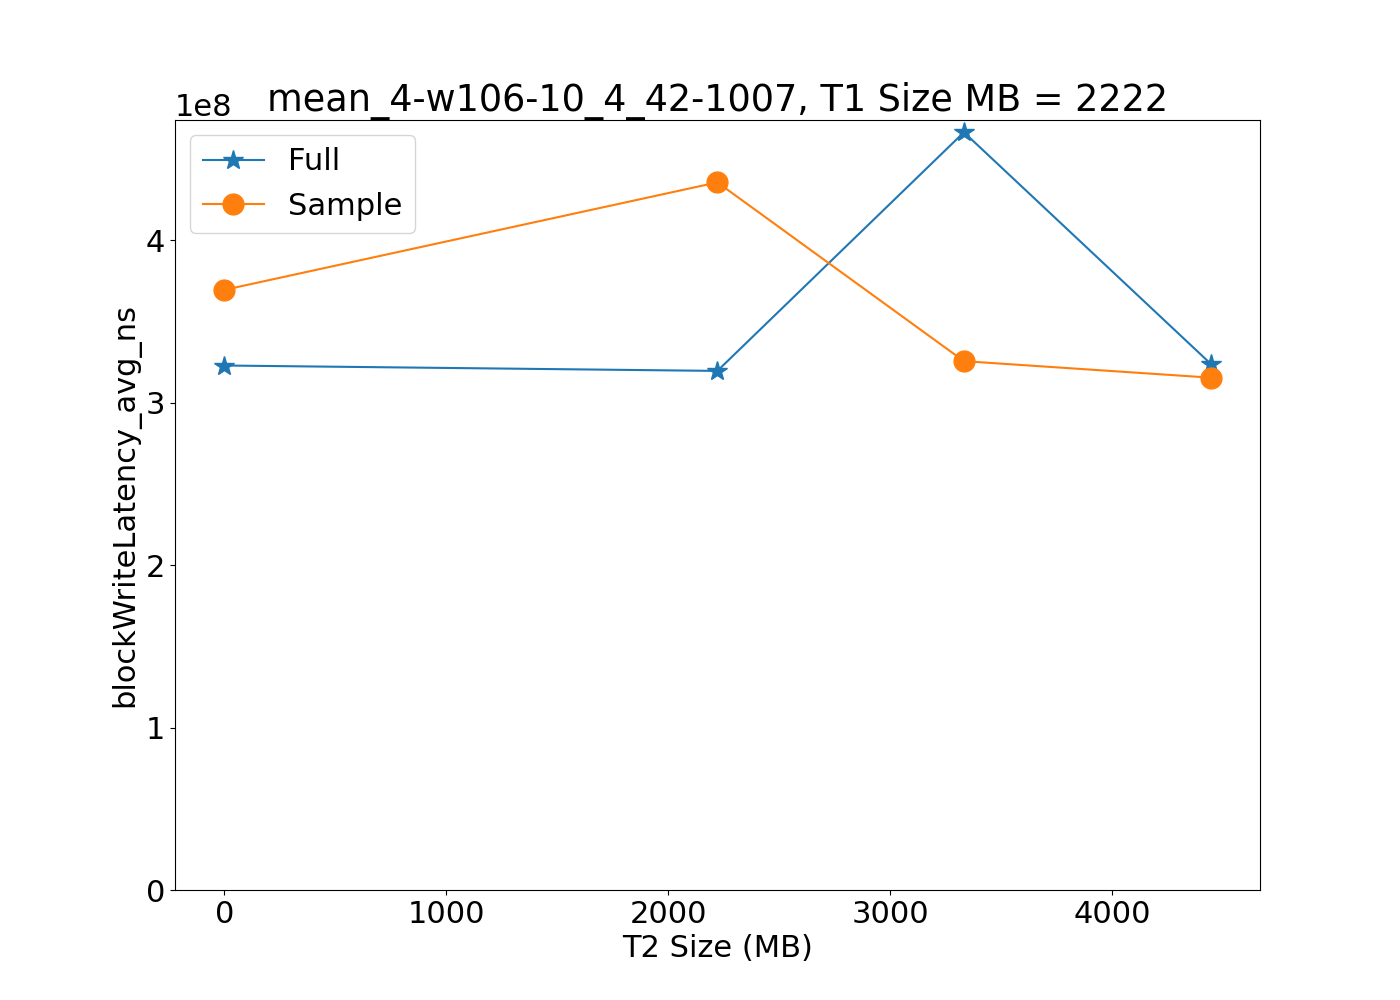 1e8
mean_4-w106-10_4_42-1007, T1 Size MB = 2222
Full
Sample
blockWriteLatency_avg_ns
4
3
2
1
0
0 1000 2000 3000 4000
T2 Size (MB)